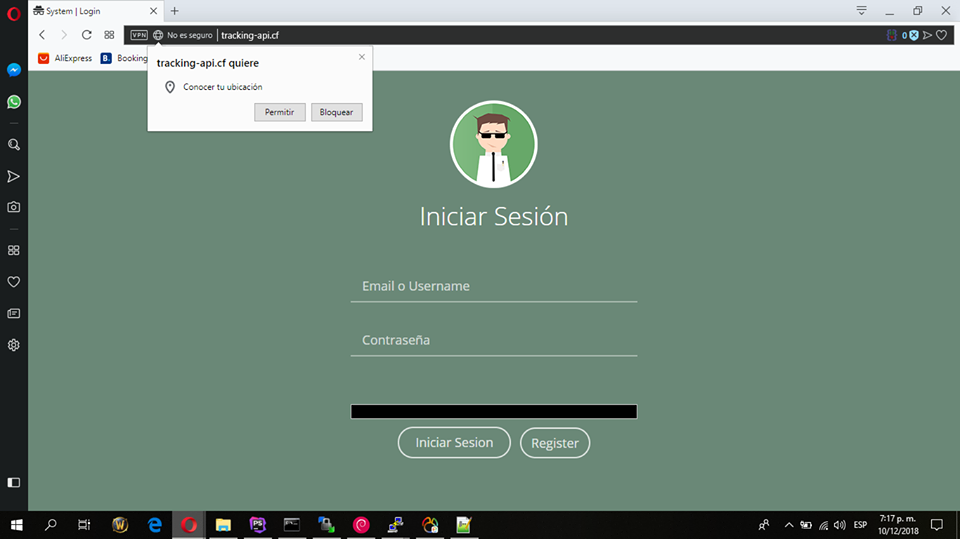 System | Login
VPN No es seguro tracking-api.cf 0
AliExpress B. Booking
tracking-api.cf quiere
Conocer tu ubicación
Permitir Bloquear
Iniciar Sesión
Email o Username
Contraseña
Iniciar Sesion Register
PS
ESP 7:17 p. m.
10/12/2018